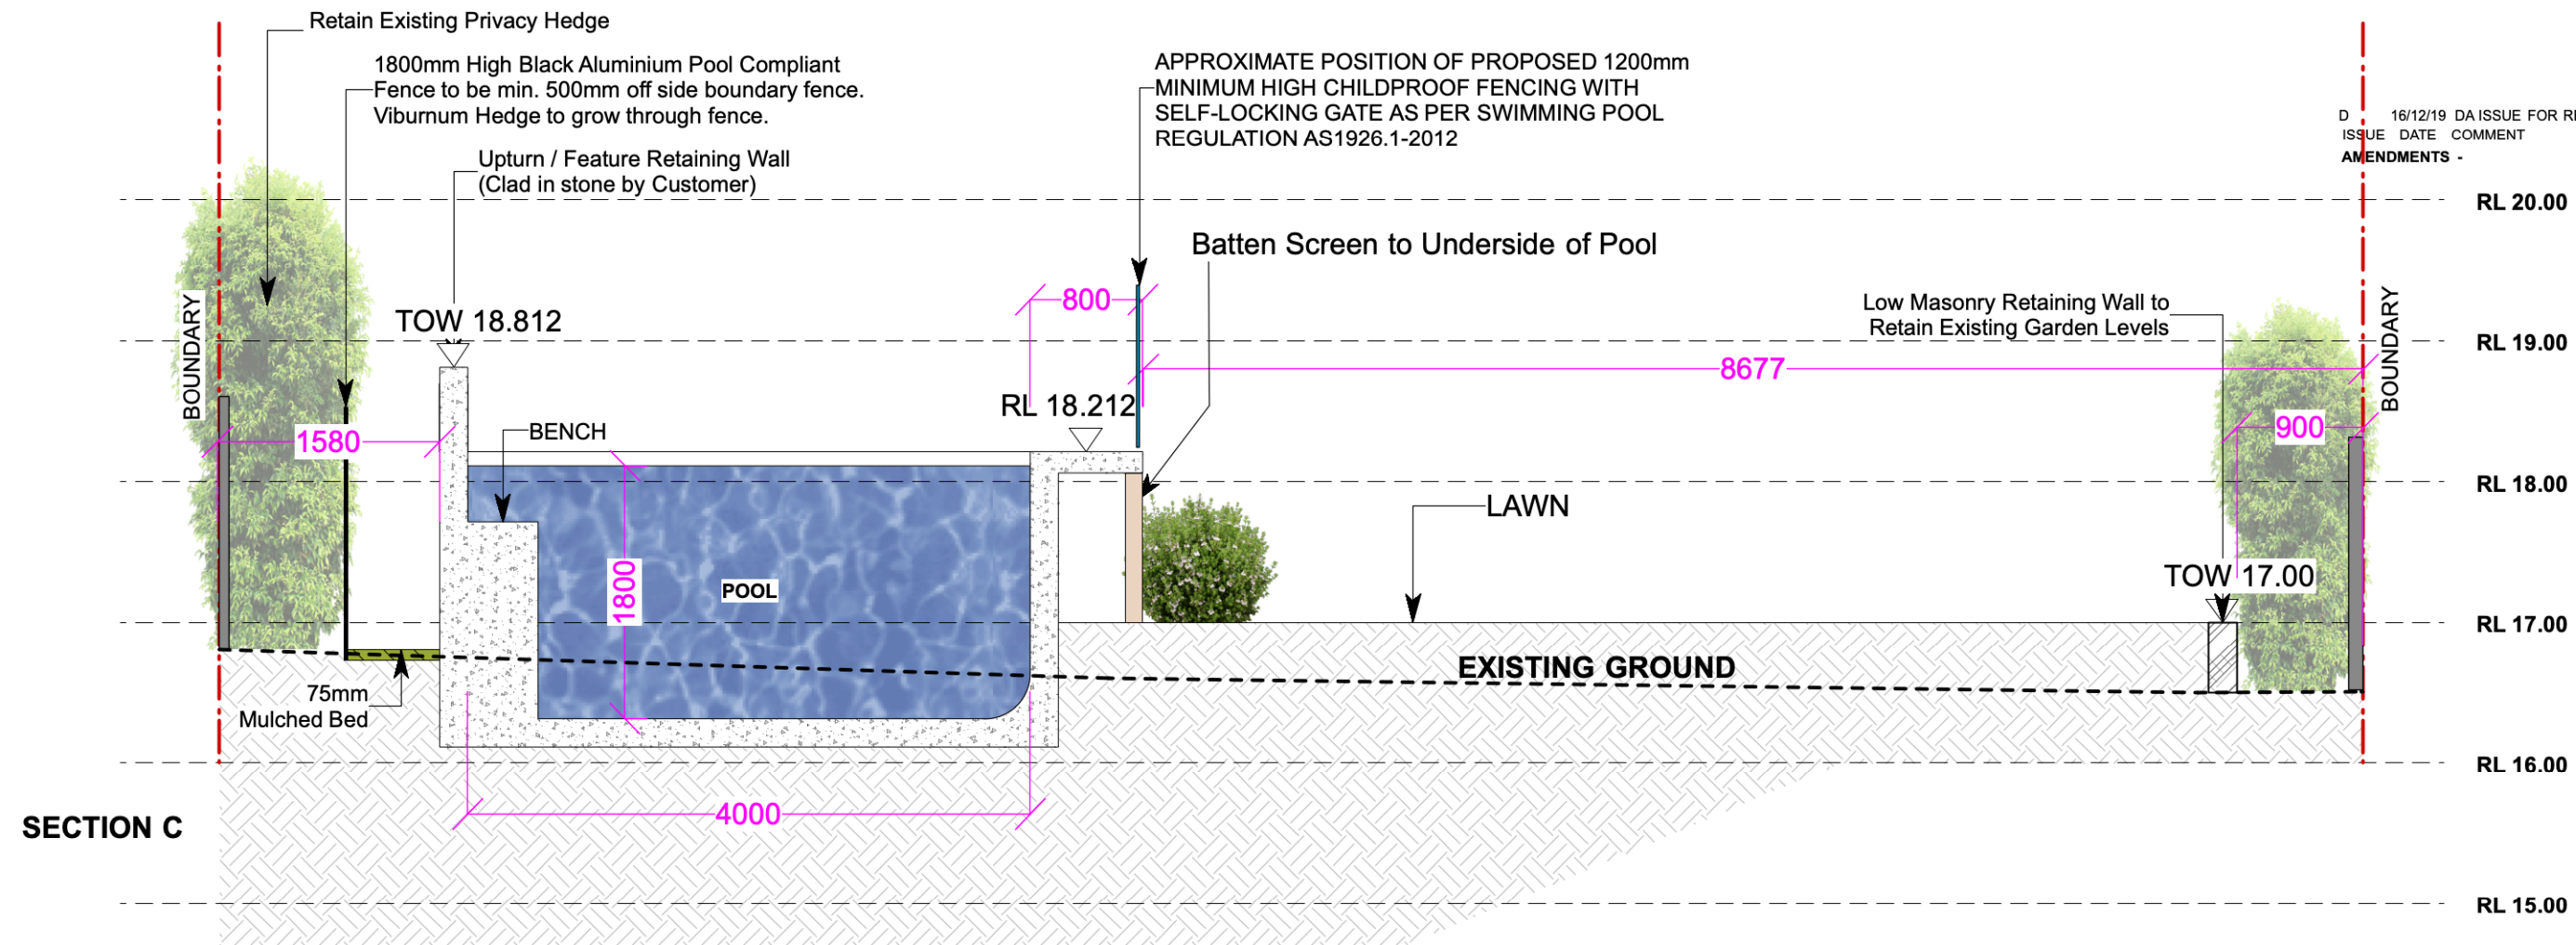 Retain Existing Privacy Hedge
1800mm High Black Aluminium Pool Compliant
Fence to be min. 500mm off side boundary fence.
Viburnum Hedge to grow through fence.
Upturn / Feature Retaining Wall
(Clad in stone by Customer)
APPROXIMATE POSITION OF PROPOSED 1200mm
MINIMUM HIGH CHILDPROOF FENCING WITH
SELF-LOCKING GATE AS PER SWIMMING POOL
REGULATION AS1926.1-2012
D 16/12/19 DA ISSUE FOR
ISSUE DATE COMMENT
AMENDMENTS -
RL 20.00
Batten Screen to Underside of Pool
800
Low Masonry Retaining Wall to
Retain Existing Garden Levels
BOUNDARY
TOW 18.812
BOUNDARY
RL 19.00
8677
RL 18.212
1580
BENCH
900
RL 18.00
LAWN
1800
POOL
TOW 17.00
RL 17.00
EXISTING GROUND
75mm
Mulched Bed
RL 16.00
4000
SECTION C
RL 15.00